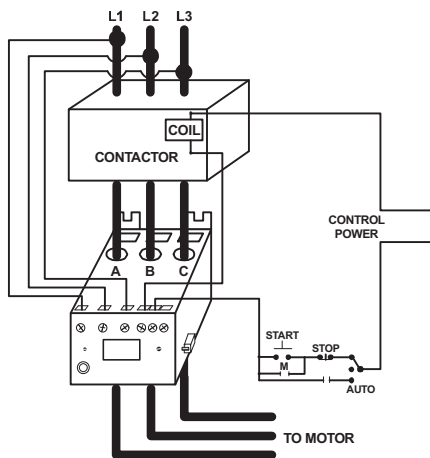 L1 L2 L3
COIL
CONTACTOR
CONTROL
POWER
A B C
START
STOP
M
AUTO
TO MOTOR